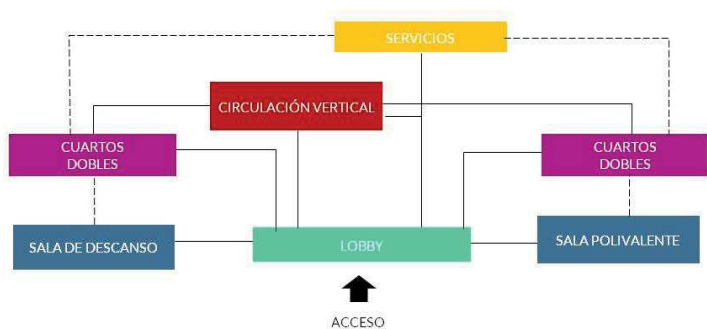 SERVICIOS
CIRCULACIÓN VERTICAL
CUARTOS
DOBLES
CUARTOS
DOBLES
SALA DE DESCANSO
LOBBY
SALA POLIVALENTE
ACCESO